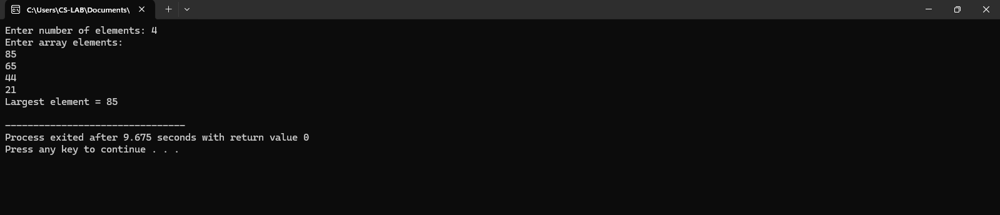 C:\Users\CS-LAB\Documents\
Enter number of elements: 4
Enter array elements:
85
65
44
21
Largest element = 85
--------------------------------
Process exited after 9.675 seconds with return value 0
Press any key to continue . . .